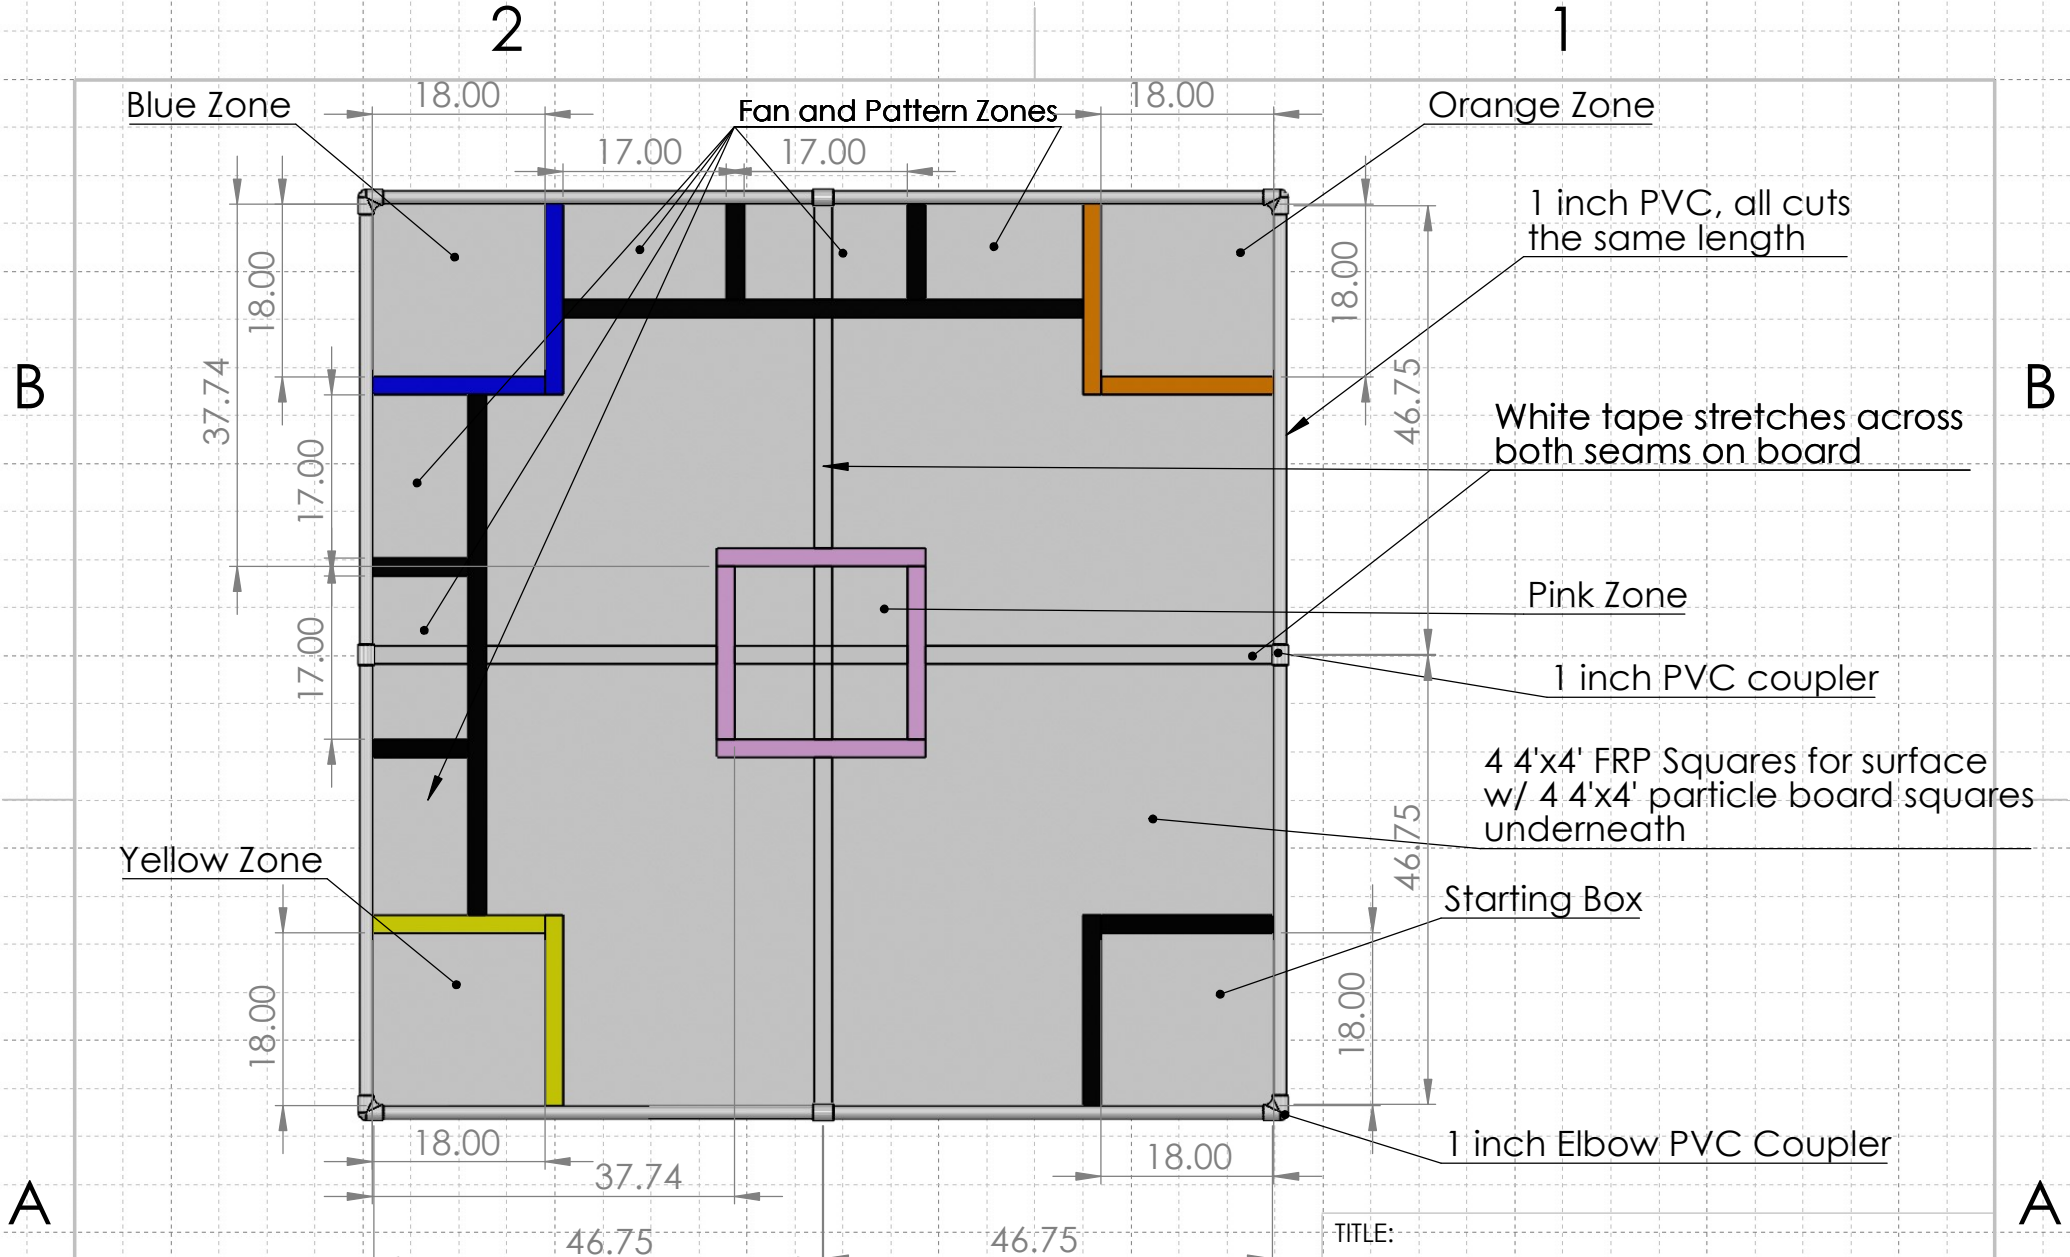 2
1
Blue Zone
18.00
Fan and Pattern Zones
18.00
Orange Zone
17.00
17.00
1 inch PVC, all cuts
the same length
18.00
18.00
37.74
46.75
B
B
White tape stretches across
both seams on board
17.00
Pink Zone
17.00
1 inch PVC coupler
4 4'x4' FRP Squares for surface
w/ 4 4'x4' particle board squares
underneath
46.75
Yellow Zone
Starting Box
18.00
18.00
18.00
1 inch Elbow PVC Coupler
18.00
37.74
A
A
46.75
46.75
TITLE: